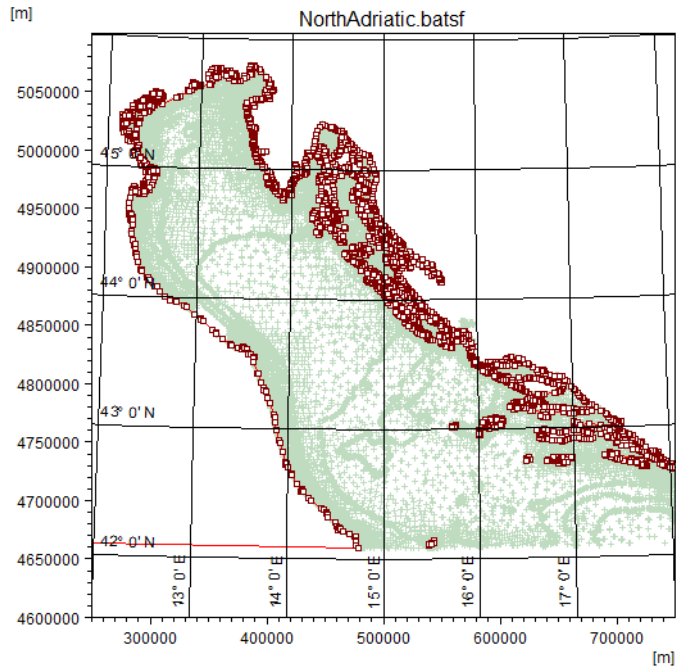 [m]
NorthAdriatic.batsf
5050000
5000000
45° 0' N
4950000
4900000
44° 0' N
4850000
4800000
43° 0' N
4750000
4700000
42° 0' N
4650000
13° 0' E
14° 0' E
15° 0' E
16° 0' E
17° 0' E
4600000
300000 400000 500000 600000 700000
[m]